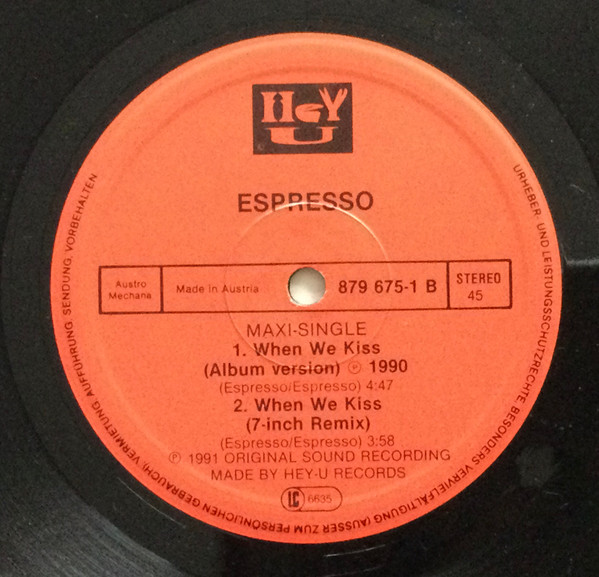 HeY
U
ESPRESSO
Austro
Mechana
Made in Austria
879 675-1 B
STEREO
45
MAXI-SINGLE
1. When We Kiss
(Album version) ℗ 1990
(Espresso/Espresso) 4:47
2. When We Kiss
(7-inch Remix)
(Espresso/Espresso) 3:58
℗ 1991 ORIGINAL SOUND RECORDING
MADE BY HEY-U RECORDS
LC 6635
URHEBER- UND LEISTUNGSSCHUTZRECHTE BESONDERS VERVIELFÄLTIGUNG (AUSSER ZUM PERSÖNLICHEN GEBRAUCH), VERMIETUNG, AUFFÜHRUNG, SENDUNG, VORBEHALTEN